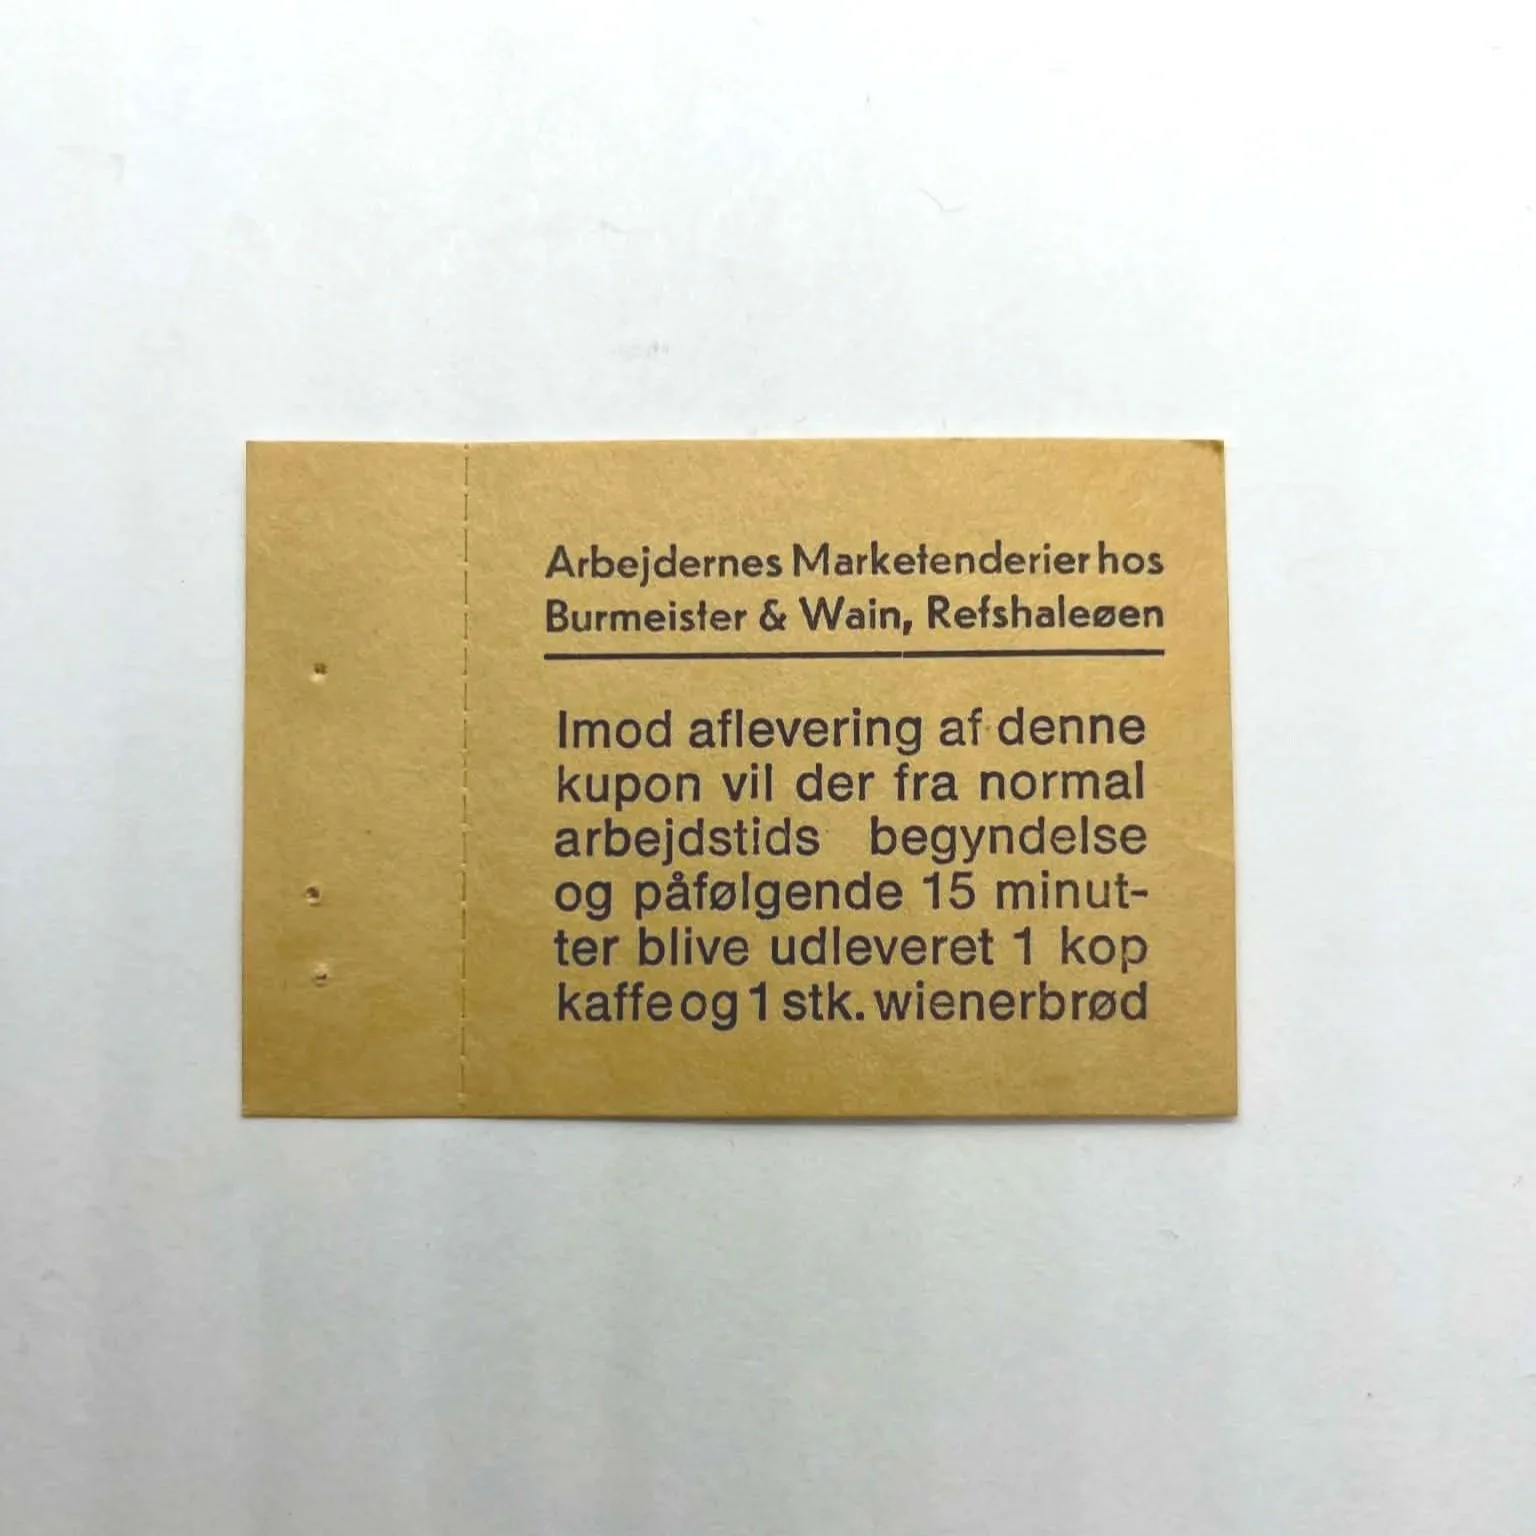 Arbejdernes Marketenderier hos
Burmeister & Wain, Refshaleøen
Imod aflevering af denne
kupon vil der fra normal
arbejdstids begyndelse
og påfølgende 15 minut-
ter blive udleveret 1 kop
kaffe og 1 stk. wienerbrød